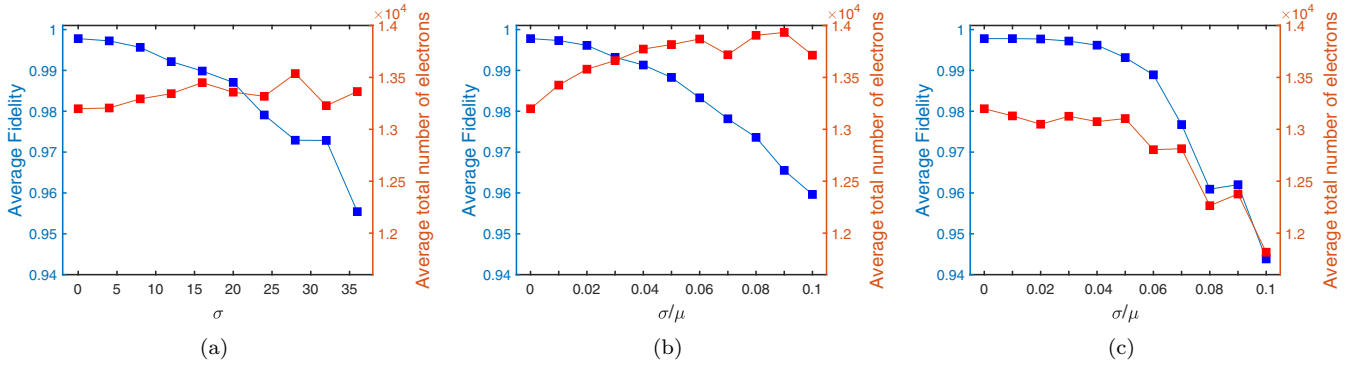 ×10⁴
1
0.99
0.98
0.97
0.96
0.95
0.94
Average Fidelity
1.4
1.35
1.3
1.25
1.2
Average total number of electrons
0 5 10 15 20 25 30 35
σ
(a)
×10⁴
1
0.99
0.98
0.97
0.96
0.95
0.94
Average Fidelity
1.4
1.35
1.3
1.25
1.2
Average total number of electrons
0 0.02 0.04 0.06 0.08 0.1
σ/μ
(b)
×10⁴
1
0.99
0.98
0.97
0.96
0.95
0.94
Average Fidelity
1.4
1.35
1.3
1.25
1.2
Average total number of electrons
0 0.02 0.04 0.06 0.08 0.1
σ/μ
(c)